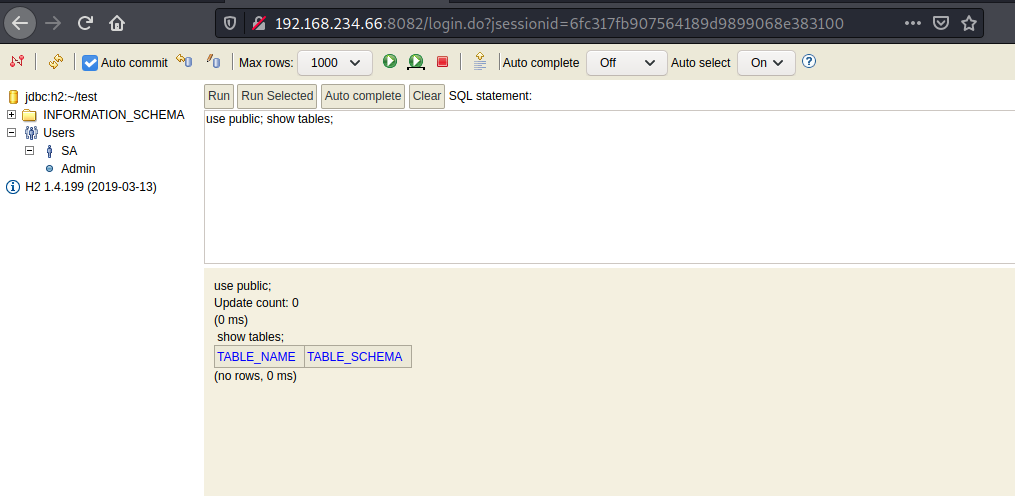 192.168.234.66:8082/login.do?jsessionid=6fc317fb907564189d9899068e383100
Auto commit Max rows: 1000 Auto complete Off Auto select On
jdbc:h2:~/test
INFORMATION_SCHEMA
Users
SA
Admin
H2 1.4.199 (2019-03-13)
Run Run Selected Auto complete Clear SQL statement:
use public; show tables;
use public;
Update count: 0
(0 ms)
show tables;
TABLE_NAME TABLE_SCHEMA
(no rows, 0 ms)